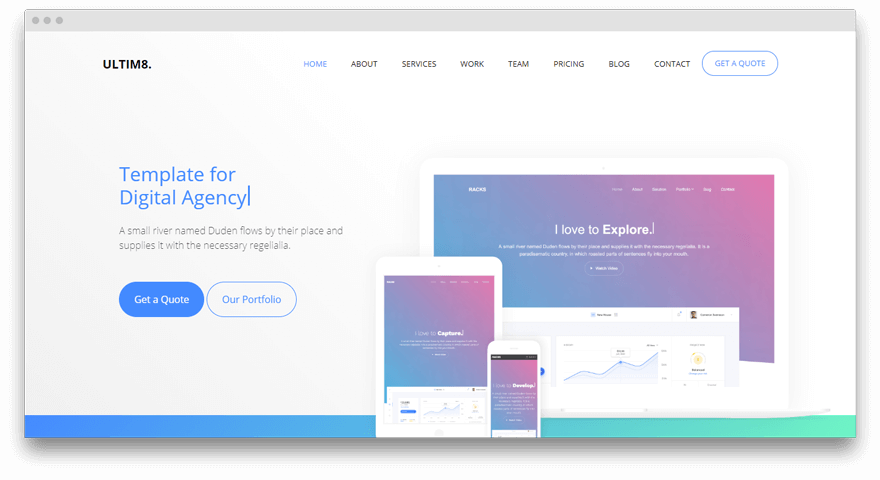 ULTIM8.
HOME ABOUT SERVICES WORK TEAM PRICING BLOG CONTACT GET A QUOTE
Template for
Digital Agency
A small river named Duden flows by their place and
supplies it with the necessary regelialia.
Get a Quote Our Portfolio
RACKS
Home About Service Portfolio Blog Contact
I love to Explore.
A small river named Duden flows by their place and supplies it with the necessary regelialia. It is a
paradisematic country, in which roasted parts of sentences fly into your mouth.
Watch Video
I love to Capture.
RACKS
I love to Develop.